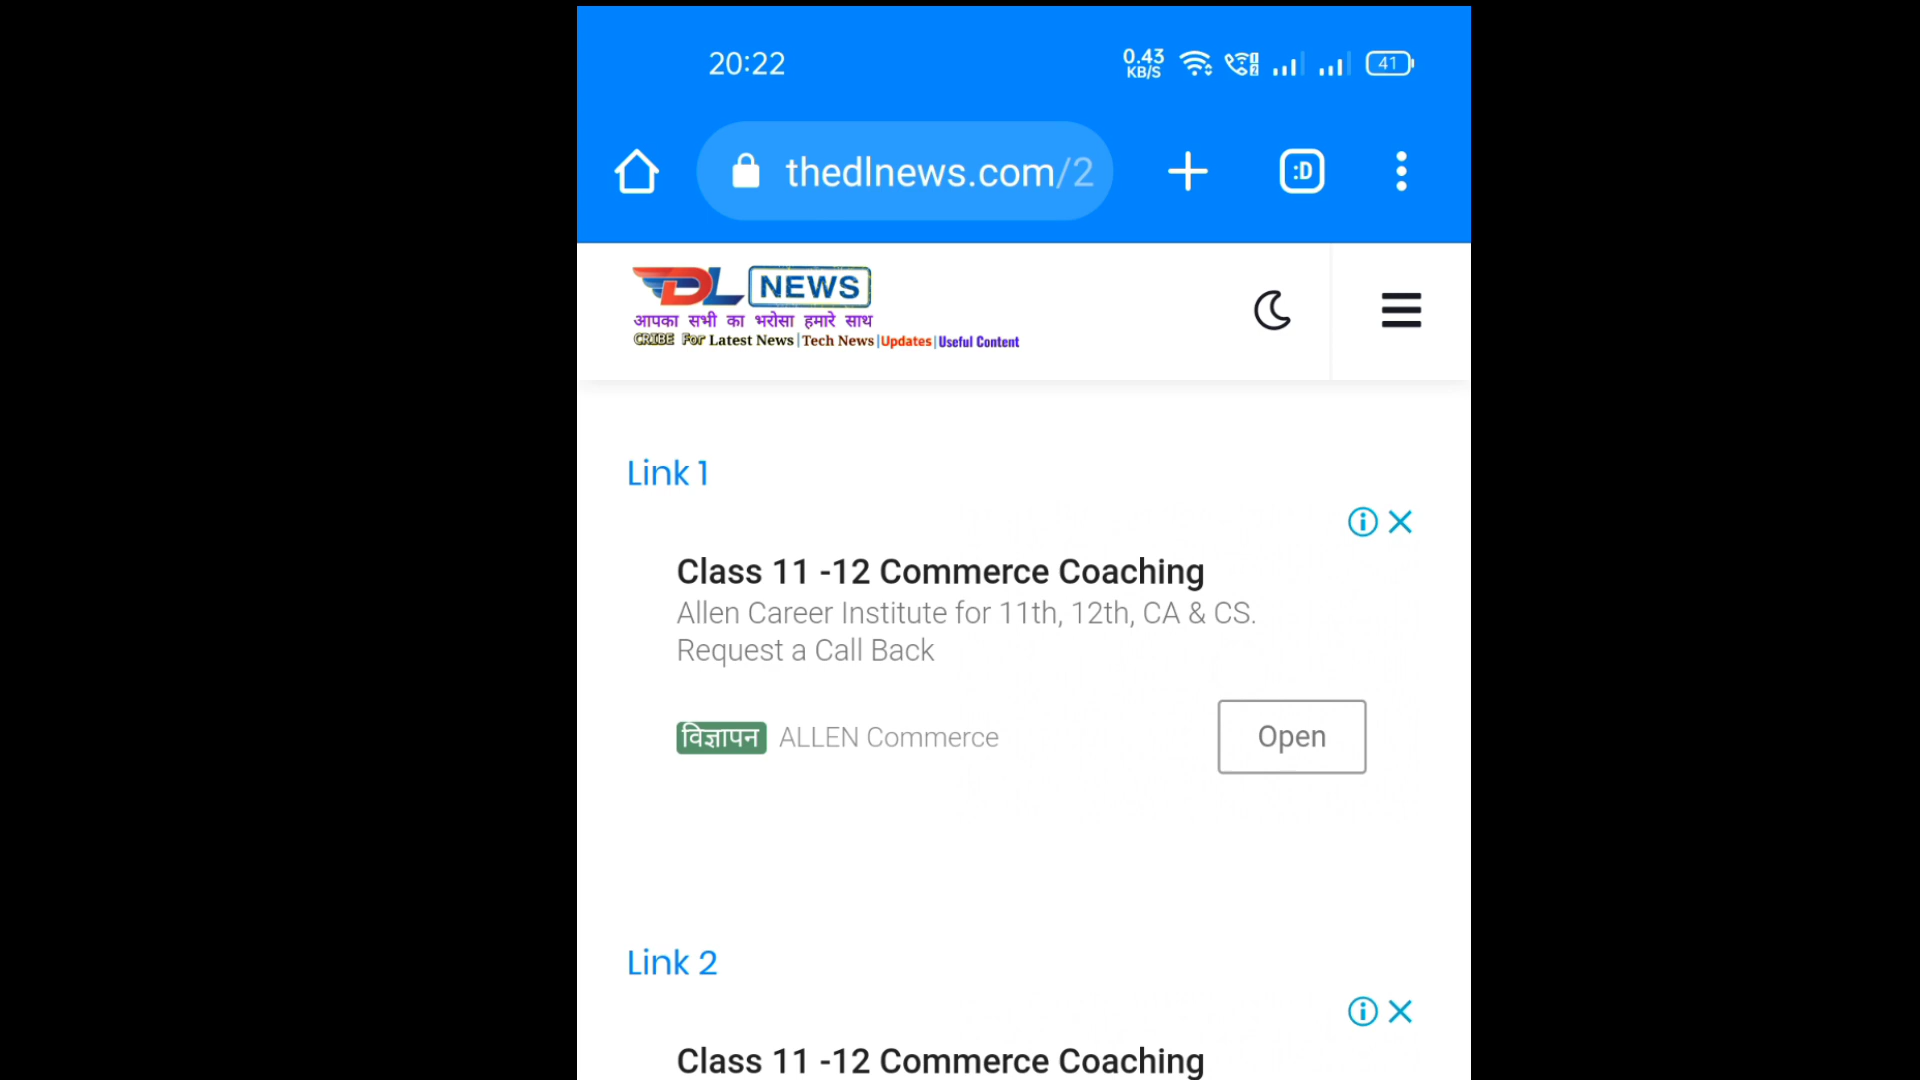 20:22
0.43
KB/S
41
thedlnews.com/2
:D
DL NEWS
आपका सभी का भरोसा हमारे साथ
CRIBE For Latest News|Tech News|Updates|Useful Content
Link 1
Class 11 -12 Commerce Coaching
Allen Career Institute for 11th, 12th, CA & CS.
Request a Call Back
विज्ञापन ALLEN Commerce
Open
Link 2
Class 11 -12 Commerce Coaching